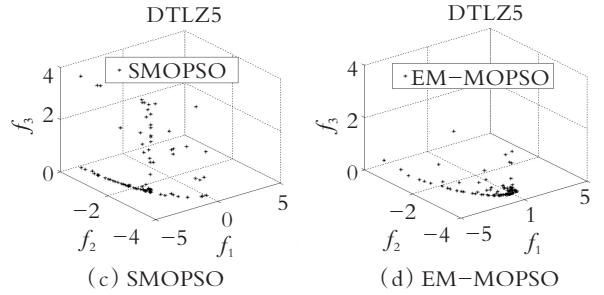 DTLZ5
4
SMOPSO
2
f₃
0
−2
f₂
−4
−5
0
f₁
5
(c) SMOPSO
DTLZ5
4
EM−MOPSO
2
f₃
0
−2
f₂
−4
−5
1
f₁
5
(d) EM−MOPSO